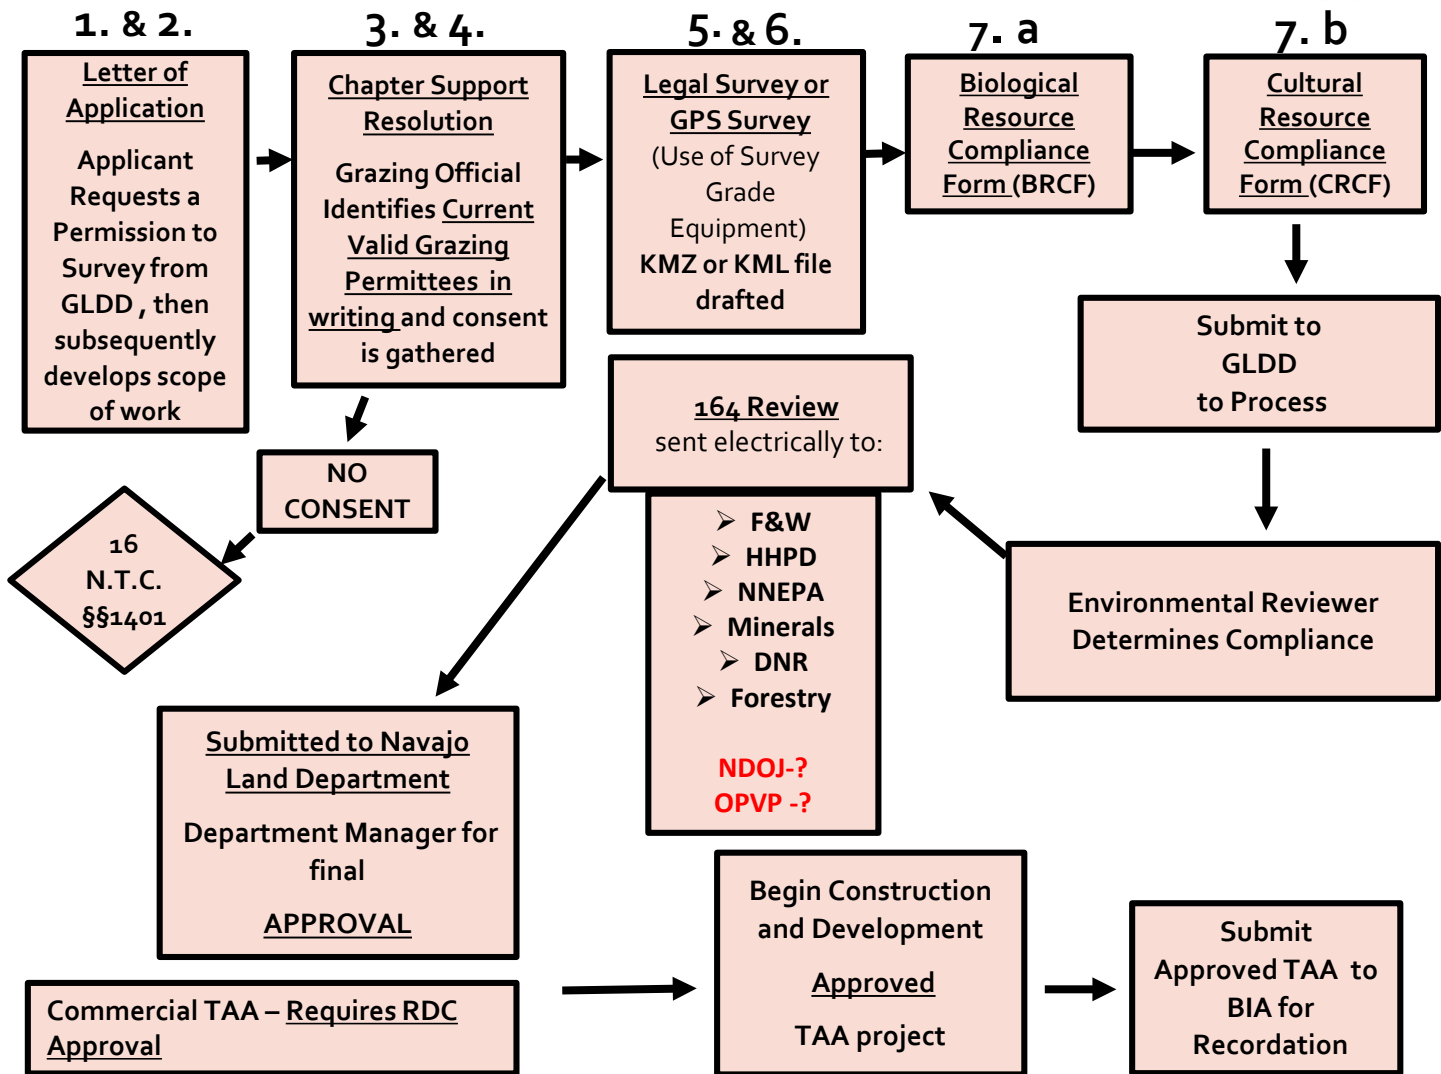 1. & 2.
3. & 4.
5. & 6.
7. a
7. b
Letter of
Application
Applicant
Requests a
Permission to
Survey from
GLDD , then
subsequently
develops scope
of work
Chapter Support
Resolution
Grazing Official
Identifies Current
Valid Grazing
Permittees in
writing and consent
is gathered
Legal Survey or
GPS Survey
(Use of Survey
Grade
Equipment)
KMZ or KML file
drafted
Biological
Resource
Compliance
Form (BRCF)
Cultural
Resource
Compliance
Form (CRCF)
Submit to
GLDD
to Process
Environmental Reviewer
Determines Compliance
164 Review
sent electrically to:
➢ F&W
➢ HHPD
➢ NNEPA
➢ Minerals
➢ DNR
➢ Forestry
NDOJ-?
OPVP -?
NO
CONSENT
16
N.T.C.
§§1401
Submitted to Navajo
Land Department
Department Manager for
final
APPROVAL
Commercial TAA – Requires RDC
Approval
Begin Construction
and Development
Approved
TAA project
Submit
Approved TAA to
BIA for
Recordation